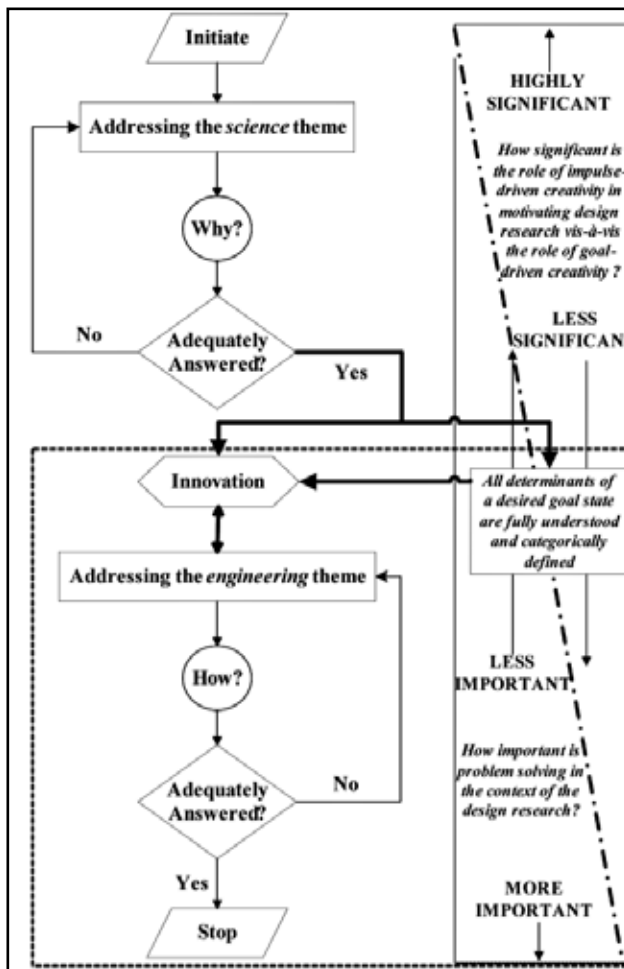 Initiate
Addressing the science theme
Why?
Adequately
Answered?
No
Yes
Innovation
Addressing the engineering theme
How?
Adequately
Answered?
No
Yes
Stop
HIGHLY
SIGNIFICANT
How significant is
the role of impulse-
driven creativity in
motivating design
research vis-à-vis
the role of goal-
driven creativity ?
LESS
SIGNIFICANT
All determinants of
a desired goal state
are fully understood
and categorically
defined
LESS
IMPORTANT
How important is
problem solving in
the context of the
design research?
MORE
IMPORTANT